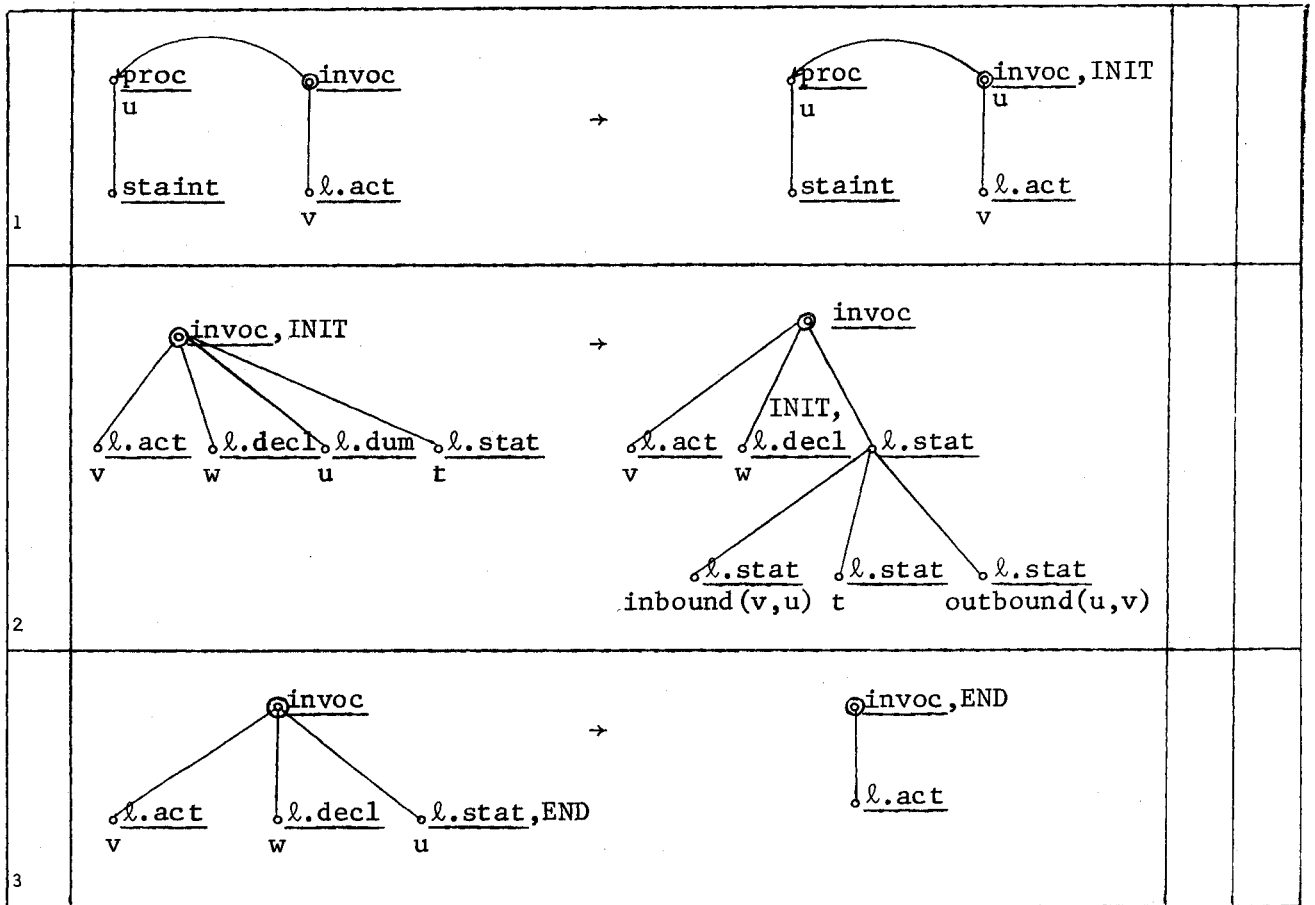 proc invoc → proc invoc,INIT
u u u
staint ℓ.act staint ℓ.act
v v
1
invoc,INIT → invoc
INIT,
ℓ.act ℓ.decl ℓ.dum ℓ.stat ℓ.act ℓ.decl ℓ.stat
v w u t v w
ℓ.stat ℓ.stat ℓ.stat
inbound(v,u) t outbound(u,v)
2
invoc → invoc,END
ℓ.act
ℓ.act ℓ.decl ℓ.stat,END
v w u
3